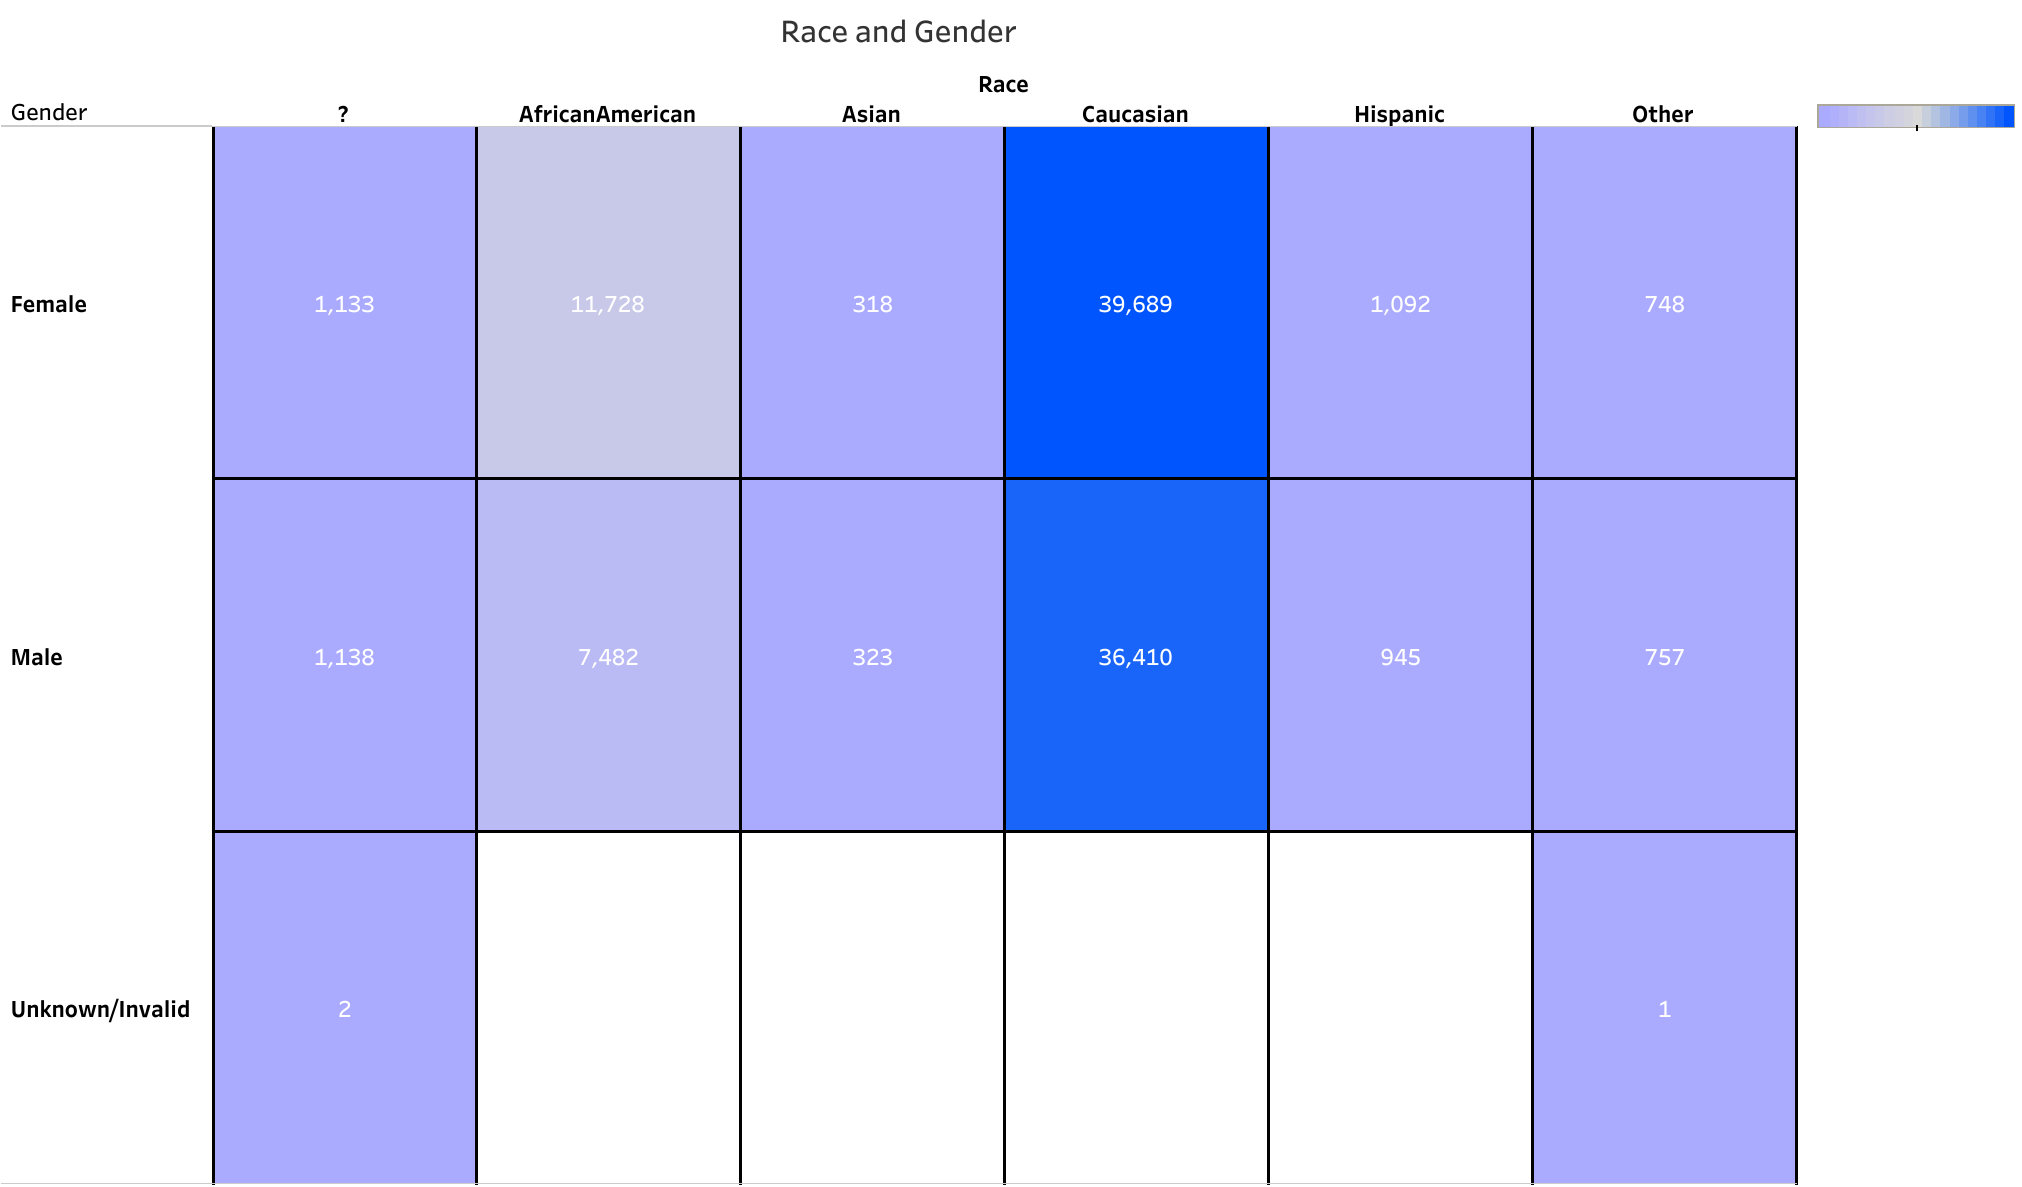 Race and Gender
Race
Gender ? AfricanAmerican Asian Caucasian Hispanic Other
Female 1,133 11,728 318 39,689 1,092 748
Male 1,138 7,482 323 36,410 945 757
Unknown/Invalid 2 1